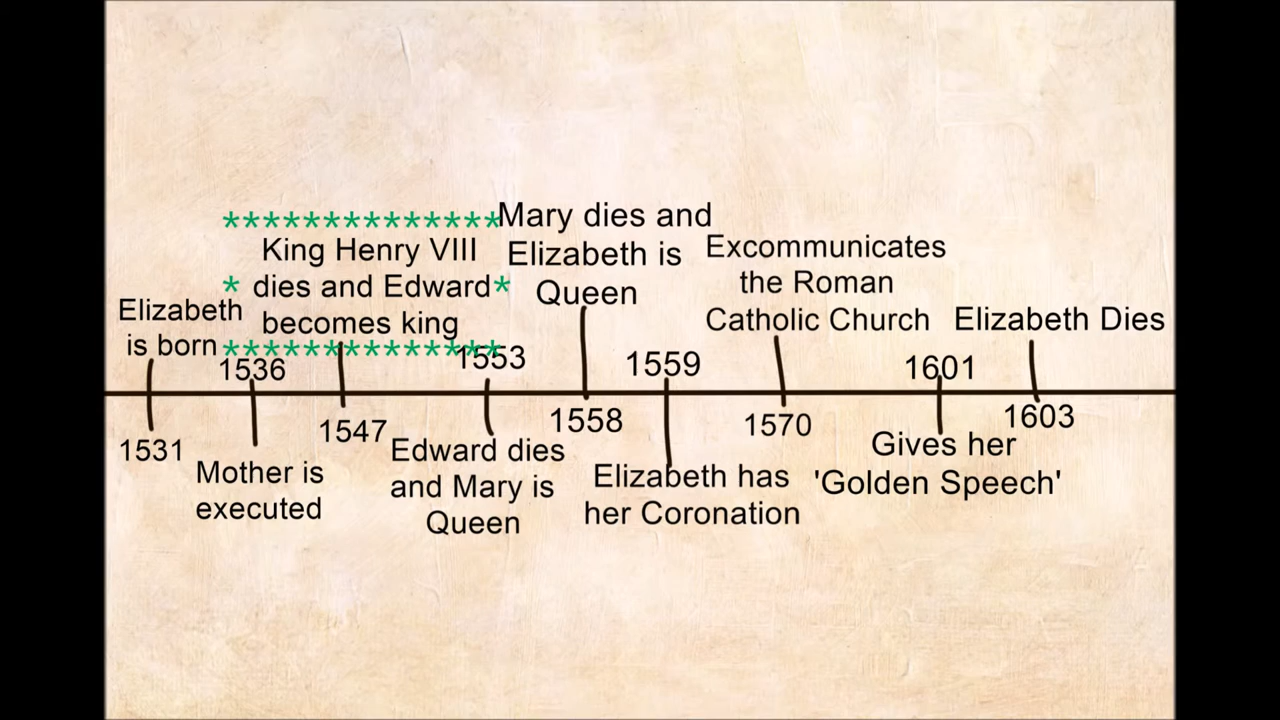 Elizabeth
is born
1531
1536
Mother is
executed
**************
King Henry VIII
* dies and Edward*
becomes king
**************
1547
1553
Edward dies
and Mary is
Queen
Mary dies and
Elizabeth is
Queen
1558
1559
Elizabeth has
her Coronation
Excommunicates
the Roman
Catholic Church
1570
1601
Gives her
'Golden Speech'
Elizabeth Dies
1603